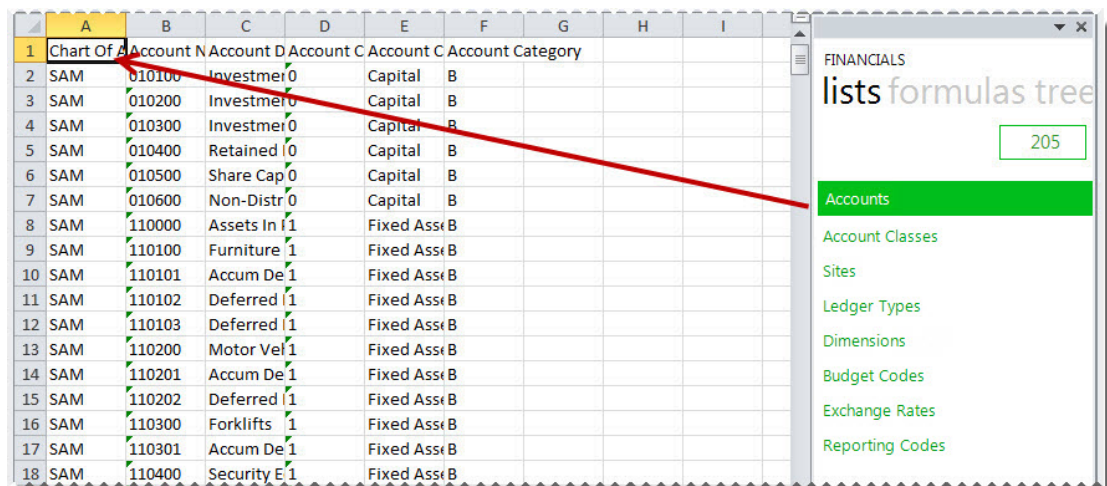 A B C D E F G H I
1 Chart Of A Account N Account D Account C Account C Account Category
2 SAM 010100 Investmer 0 Capital B
3 SAM 010200 Investmer 0 Capital B
4 SAM 010300 Investmer 0 Capital B
5 SAM 010400 Retained 0 Capital B
6 SAM 010500 Share Cap 0 Capital B
7 SAM 010600 Non-Distr 0 Capital B
8 SAM 110000 Assets In 1 Fixed Asse B
9 SAM 110100 Furniture 1 Fixed Asse B
10 SAM 110101 Accum De 1 Fixed Asse B
11 SAM 110102 Deferred 1 Fixed Asse B
12 SAM 110103 Deferred 1 Fixed Asse B
13 SAM 110200 Motor Veh 1 Fixed Asse B
14 SAM 110201 Accum De 1 Fixed Asse B
15 SAM 110202 Deferred 1 Fixed Asse B
16 SAM 110300 Forklifts 1 Fixed Asse B
17 SAM 110301 Accum De 1 Fixed Asse B
18 SAM 110400 Security E 1 Fixed Asse B
FINANCIALS
lists formulas tree
205
Accounts
Account Classes
Sites
Ledger Types
Dimensions
Budget Codes
Exchange Rates
Reporting Codes